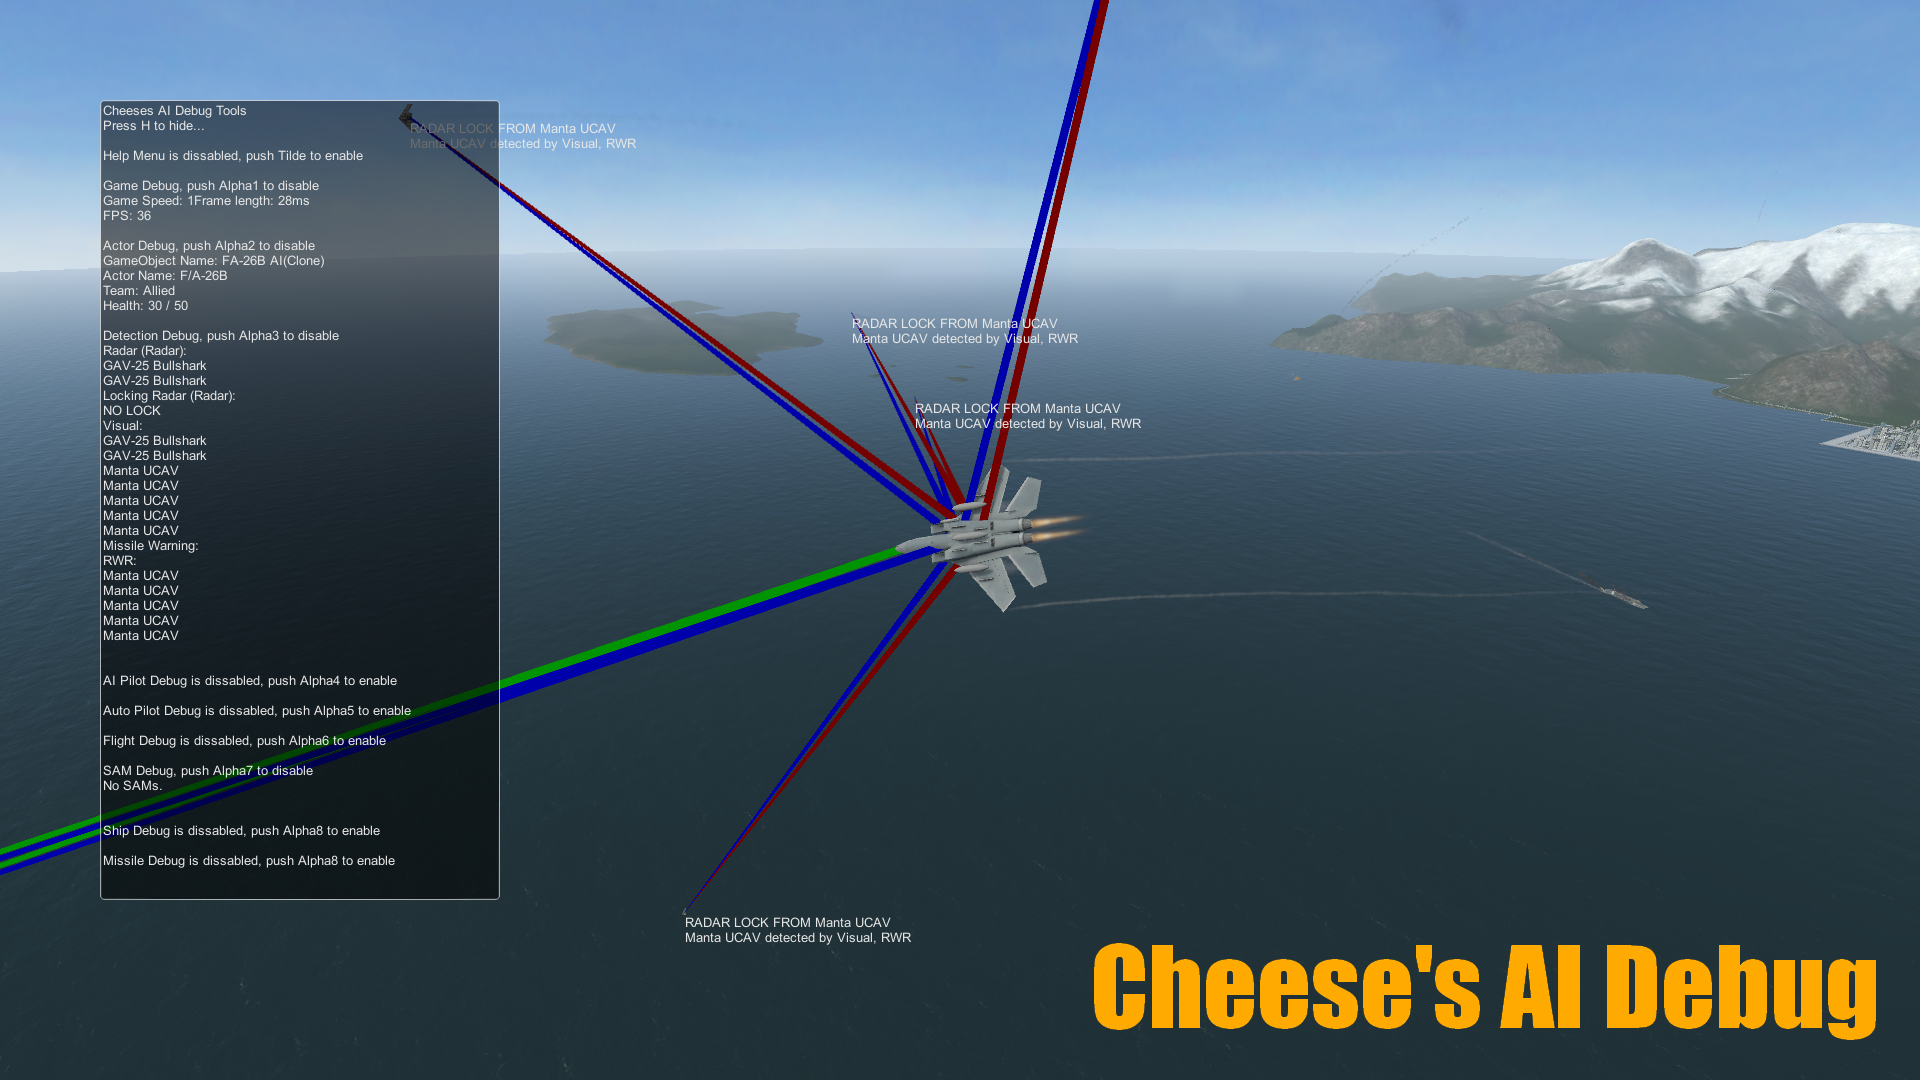 Cheeses AI Debug Tools
Press H to hide...
Help Menu is dissabled, push Tilde to enable
Game Debug, push Alpha1 to disable
Game Speed: 1Frame length: 28ms
FPS: 36
Actor Debug, push Alpha2 to disable
GameObject Name: FA-26B AI(Clone)
Actor Name: F/A-26B
Team: Allied
Health: 30 / 50
Detection Debug, push Alpha3 to disable
Radar (Radar):
GAV-25 Bullshark
GAV-25 Bullshark
Locking Radar (Radar):
NO LOCK
Visual:
GAV-25 Bullshark
GAV-25 Bullshark
Manta UCAV
Manta UCAV
Manta UCAV
Manta UCAV
Manta UCAV
Missile Warning:
RWR:
Manta UCAV
Manta UCAV
Manta UCAV
Manta UCAV
Manta UCAV
AI Pilot Debug is dissabled, push Alpha4 to enable
Auto Pilot Debug is dissabled, push Alpha5 to enable
Flight Debug is dissabled, push Alpha6 to enable
SAM Debug, push Alpha7 to disable
No SAMs.
Ship Debug is dissabled, push Alpha8 to enable
Missile Debug is dissabled, push Alpha8 to enable
RADAR LOCK FROM Manta UCAV
Manta UCAV detected by Visual, RWR
RADAR LOCK FROM Manta UCAV
Manta UCAV detected by Visual, RWR
RADAR LOCK FROM Manta UCAV
Manta UCAV detected by Visual, RWR
RADAR LOCK FROM Manta UCAV
Manta UCAV detected by Visual, RWR
Cheese's AI Debug